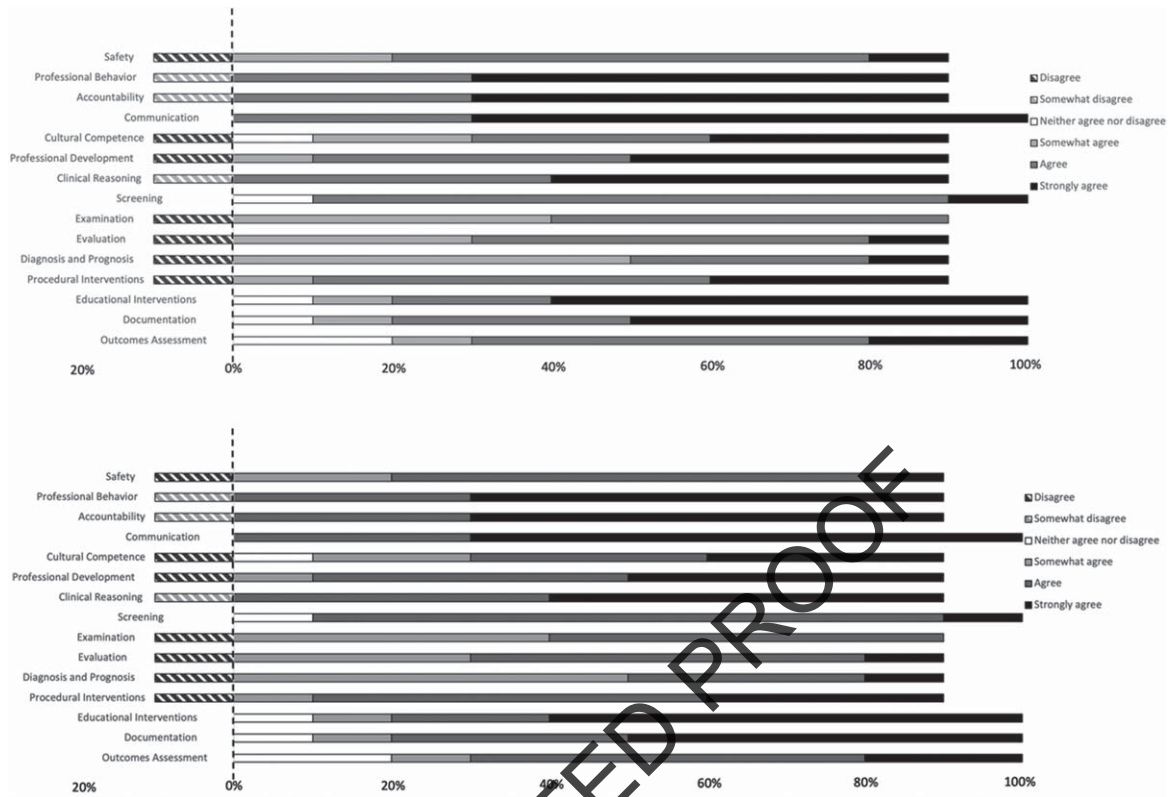 Safety
Professional Behavior
Accountability
Communication
Cultural Competence
Professional Development
Clinical Reasoning
Screening
Examination
Evaluation
Diagnosis and Prognosis
Procedural Interventions
Educational Interventions
Documentation
Outcomes Assessment
20% 0% 20% 40% 60% 80% 100%
Disagree
Somewhat disagree
Neither agree nor disagree
Somewhat agree
Agree
Strongly agree
Safety
Professional Behavior
Accountability
Communication
Cultural Competence
Professional Development
Clinical Reasoning
Screening
Examination
Evaluation
Diagnosis and Prognosis
Procedural Interventions
Educational Interventions
Documentation
Outcomes Assessment
20% 0% 20% 40% 60% 80% 100%
Disagree
Somewhat disagree
Neither agree nor disagree
Somewhat agree
Agree
Strongly agree
TED PROOF